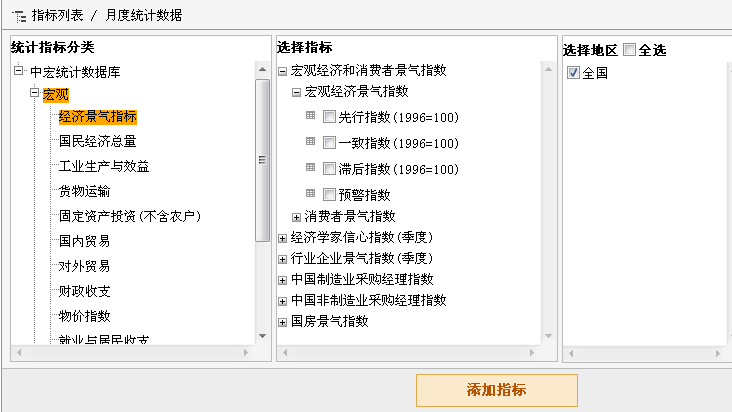 指标列表 / 月度统计数据
统计指标分类
中宏统计数据库
宏观
经济景气指标
国民经济总量
工业生产与效益
货物运输
固定资产投资(不含农户)
国内贸易
对外贸易
财政收支
物价指数
就业与居民收支
选择指标
宏观经济和消费者景气指数
宏观经济景气指数
先行指数(1996=100)
一致指数(1996=100)
滞后指数(1996=100)
预警指数
消费者景气指数
经济学家信心指数(季度)
行业企业景气指数(季度)
中国制造业采购经理指数
中国非制造业采购经理指数
国房景气指数
选择地区 全选
全国
添加指标